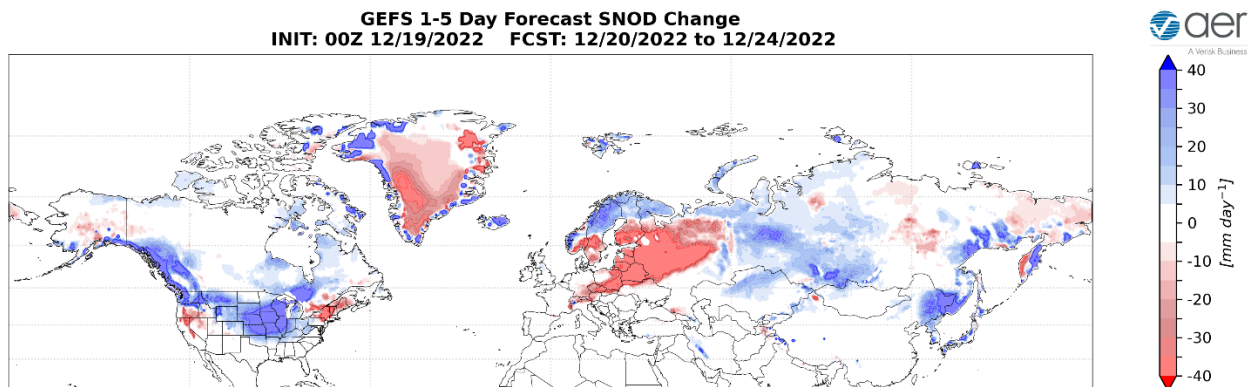 GEFS 1-5 Day Forecast SNOD Change
INIT: 00Z 12/19/2022 FCST: 12/20/2022 to 12/24/2022
aer
A Verisk Business
40
30
20
10
0
-10
-20
-30
-40
[mm day⁻¹]